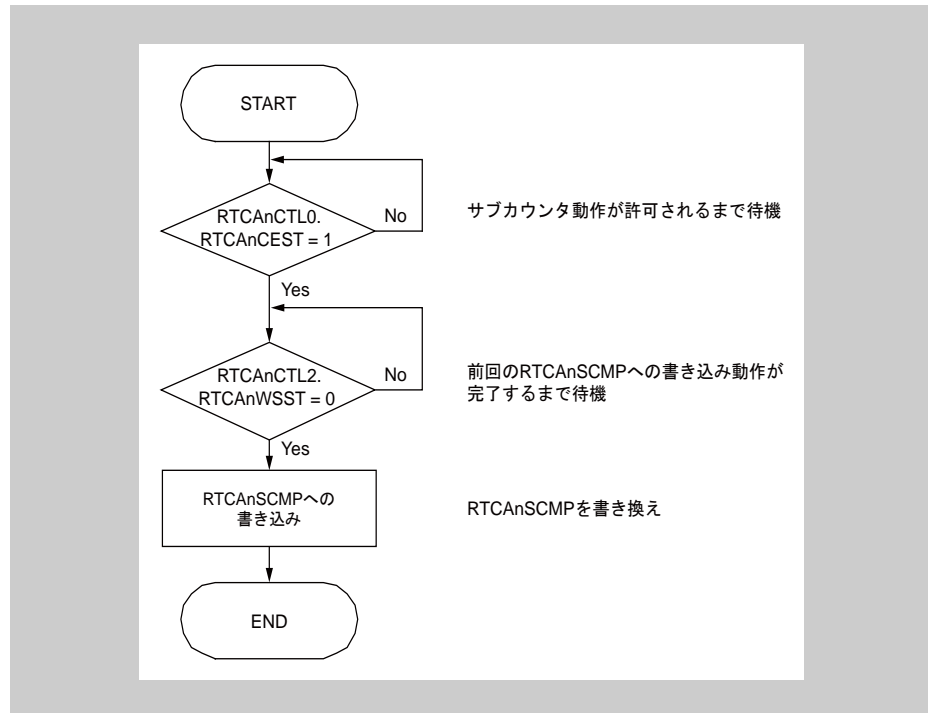 START
RTCAnCTL0.
RTCAnCEST = 1
No
サブカウンタ動作が許可されるまで待機
Yes
RTCAnCTL2.
RTCAnWSST = 0
No
前回のRTCAnSCMPへの書き込み動作が
完了するまで待機
Yes
RTCAnSCMPへの
書き込み
RTCAnSCMPを書き換え
END